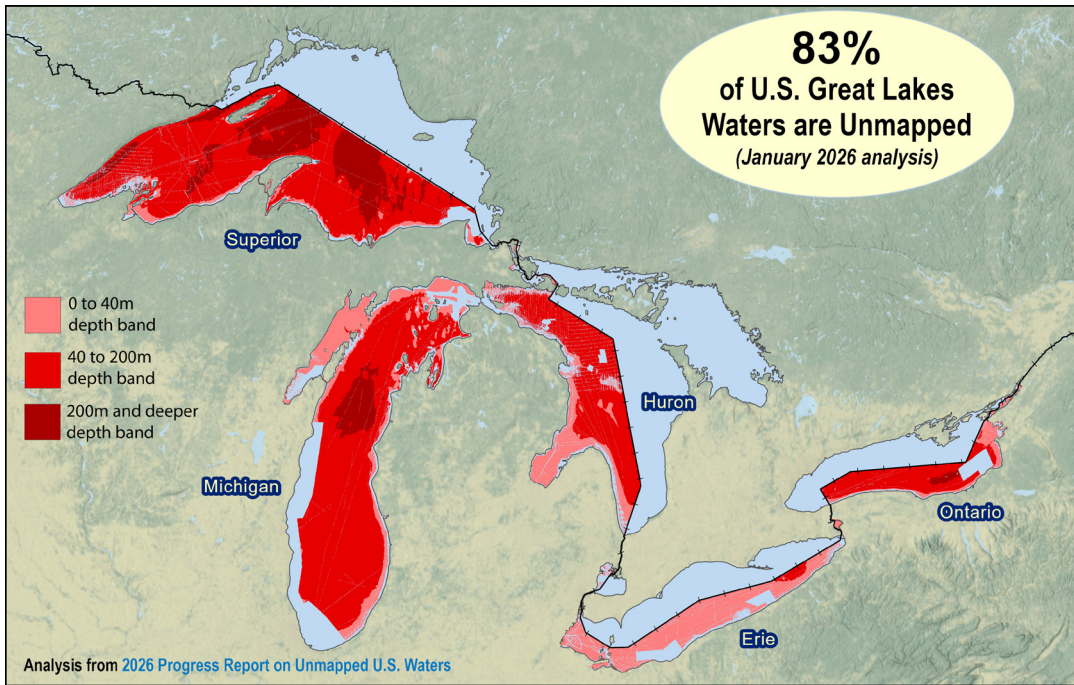 83%
of U.S. Great Lakes
Waters are Unmapped
(January 2026 analysis)
Superior
0 to 40m
depth band
40 to 200m
depth band
200m and deeper
depth band
Huron
Michigan
Ontario
Erie
Analysis from 2026 Progress Report on Unmapped U.S. Waters